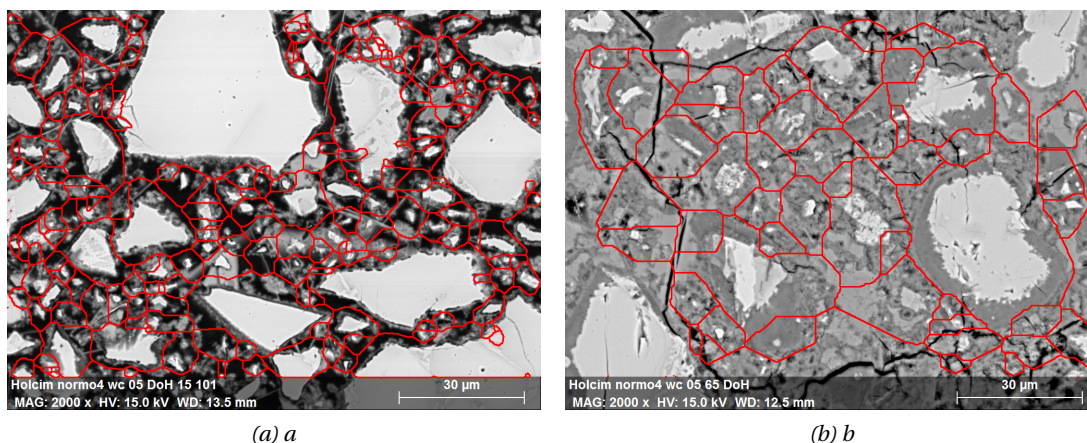 Holcim normo4 wc 05 DoH 15 101
30 µm
MAG: 2000 x HV: 15.0 kV WD: 13.5 mm
Holcim normo4 wc 05 65 DoH
30 µm
MAG: 2000 x HV: 15.0 kV WD: 12.5 mm
(a) a
(b) b